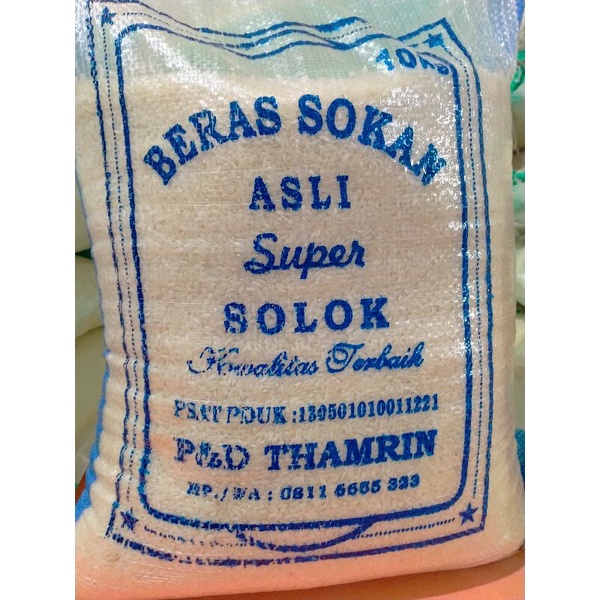 10KG
BERAS SOKAN
ASLI
Super
SOLOK
Kwalitas Terbaik
PSAT PDUK :130501010011221
P&D THAMRIN
HP./WA : 0811 6665 323